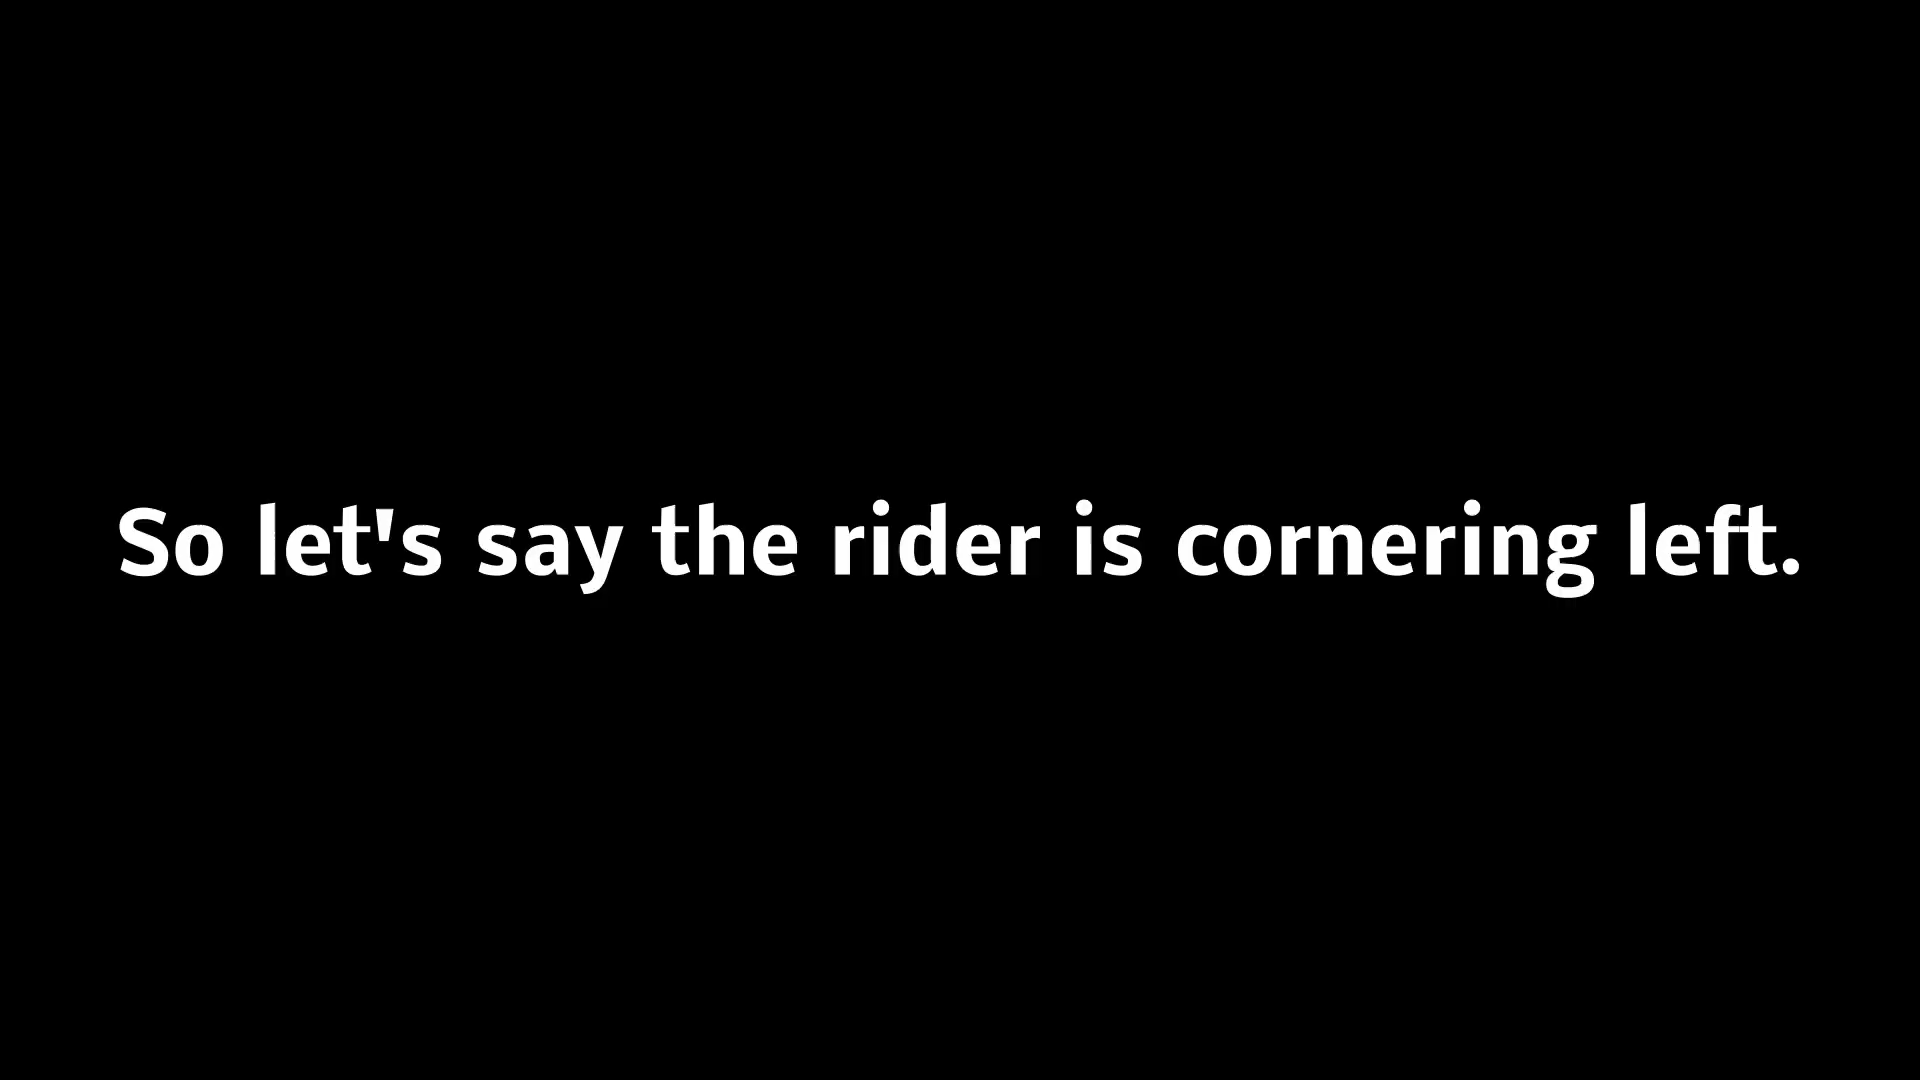 So let's say the rider is cornering left.